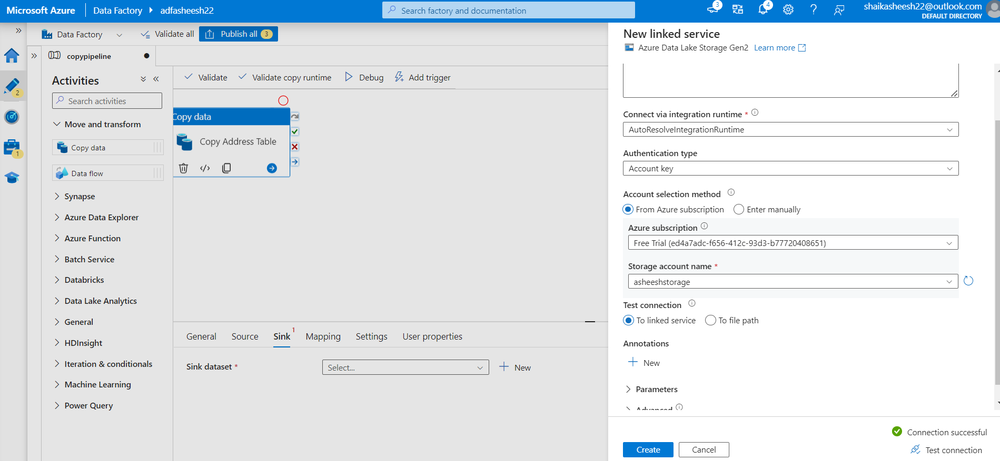 Microsoft Azure
Data Factory
adfasheesh22
Search factory and documentation
3
4
shaikasheesh22@outlook.com
DEFAULT DIRECTORY
Data Factory
Validate all
Publish all
3
copypipeline
2
1
Activities
Search activities
Move and transform
Copy data
Data flow
Synapse
Azure Data Explorer
Azure Function
Batch Service
Databricks
Data Lake Analytics
General
HDInsight
Iteration & conditionals
Machine Learning
Power Query
Validate
Validate copy runtime
Debug
Add trigger
Copy data
Copy Address Table
General
Source
Sink
1
Mapping
Settings
User properties
Sink dataset *
Select...
New
New linked service
Azure Data Lake Storage Gen2
Learn more
Connect via integration runtime *
AutoResolveIntegrationRuntime
Authentication type
Account key
Account selection method
From Azure subscription
Enter manually
Azure subscription
Free Trial (ed4a7adc-f656-412c-93d3-b77720408651)
Storage account name *
asheeshstorage
Test connection
To linked service
To file path
Annotations
New
Parameters
Advanced
Connection successful
Create
Cancel
Test connection